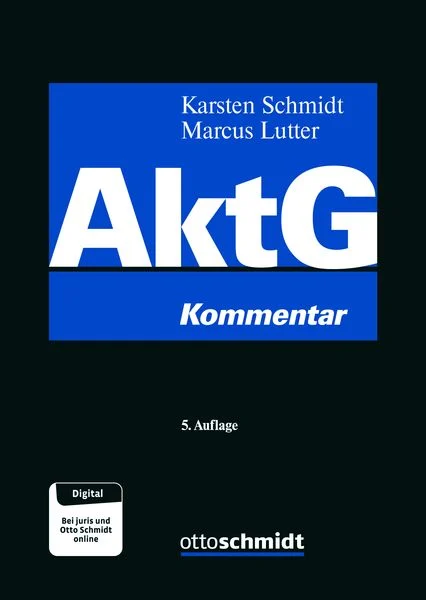 Karsten Schmidt
Marcus Lutter
AktG
Kommentar
5. Auflage
Digital
Bei juris und
Otto Schmidt
online
ottoschmidt